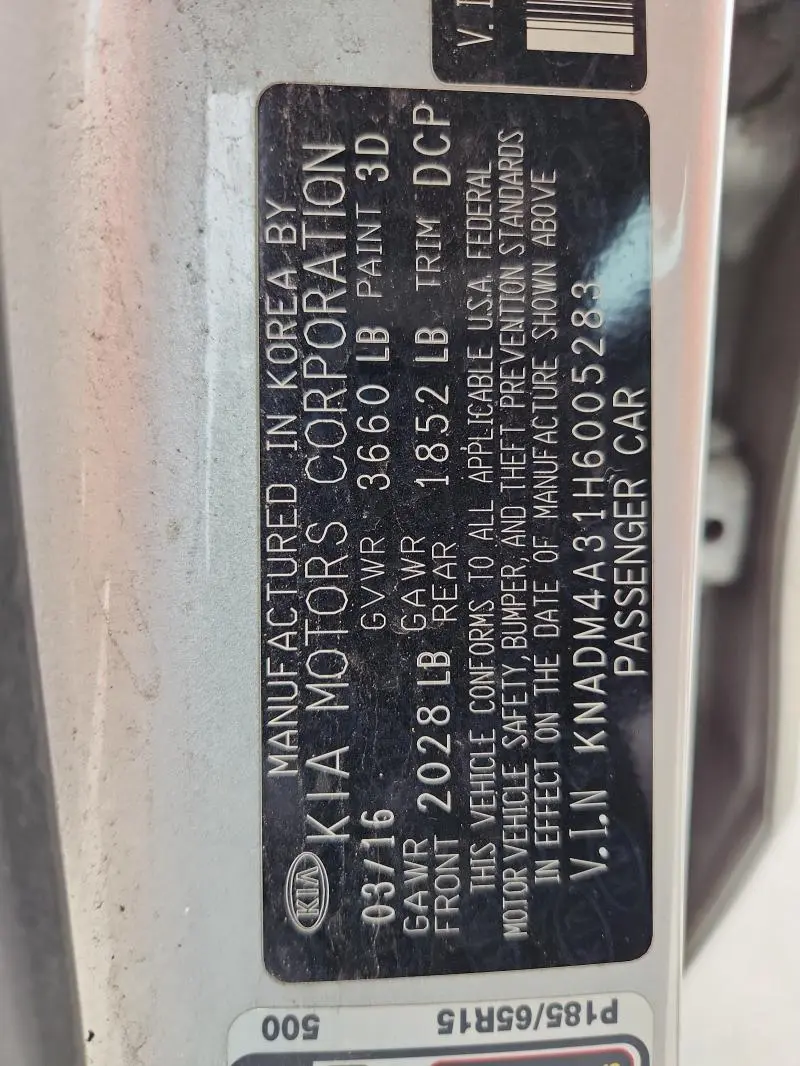 V. I
MANUFACTURED IN KOREA BY
KIA KIA MOTORS CORPORATION
03/16 GVWR 3660 LB PAINT 3D
GAWR FRONT 2028 LB GAWR REAR 1852 LB TRIM DCP
THIS VEHICLE CONFORMS TO ALL APPLICABLE U.S.A. FEDERAL
MOTOR VEHICLE SAFETY, BUMPER, AND THEFT PREVENTION STANDARDS
IN EFFECT ON THE DATE OF MANUFACTURE SHOWN ABOVE
V.I.N KNADM4A31H6005283
PASSENGER CAR
P185/65R15
500